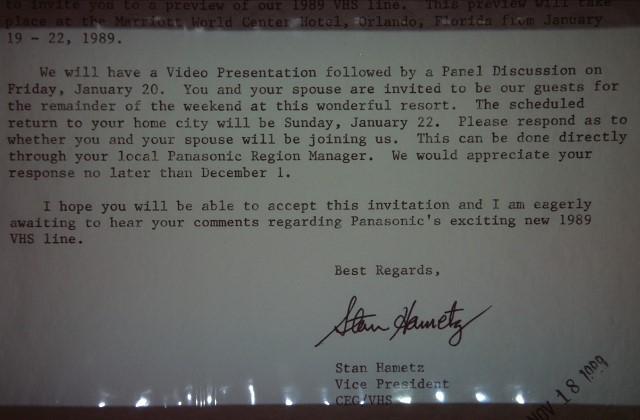 to invite you to a preview of our 1989 VHS line. This preview will take
place at the Marriott World Center Hotel, Orlando, Florida from January
19 - 22, 1989.
We will have a Video Presentation followed by a Panel Discussion on
Friday, January 20. You and your spouse are invited to be our guests for
the remainder of the weekend at this wonderful resort. The scheduled
return to your home city will be Sunday, January 22. Please respond as to
whether you and your spouse will be joining us. This can be done directly
through your local Panasonic Region Manager. We would appreciate your
response no later than December 1.
I hope you will be able to accept this invitation and I am eagerly
awaiting to hear your comments regarding Panasonic's exciting new 1989
VHS line.
Best Regards,
Stan Hametz
Stan Hametz
Vice President
CEG/VHS
NOV 18